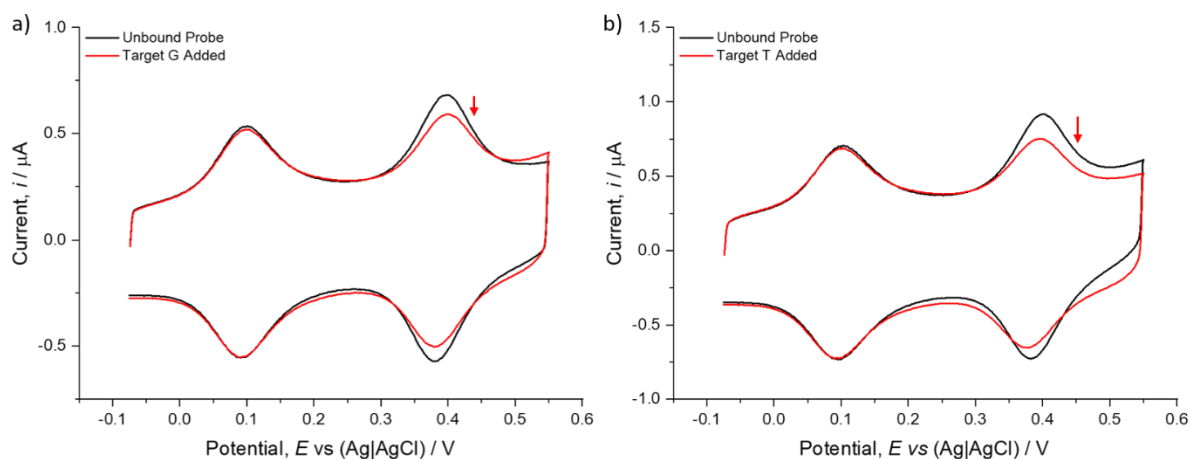 a)
Unbound Probe
Target G Added
1.0
0.5
0.0
-0.5
-0.1 0.0 0.1 0.2 0.3 0.4 0.5 0.6
Current, i / μA
Potential, E vs (Ag|AgCl) / V
b)
Unbound Probe
Target T Added
1.5
1.0
0.5
0.0
-0.5
-1.0
-0.1 0.0 0.1 0.2 0.3 0.4 0.5 0.6
Current, i / μA
Potential, E vs (Ag|AgCl) / V